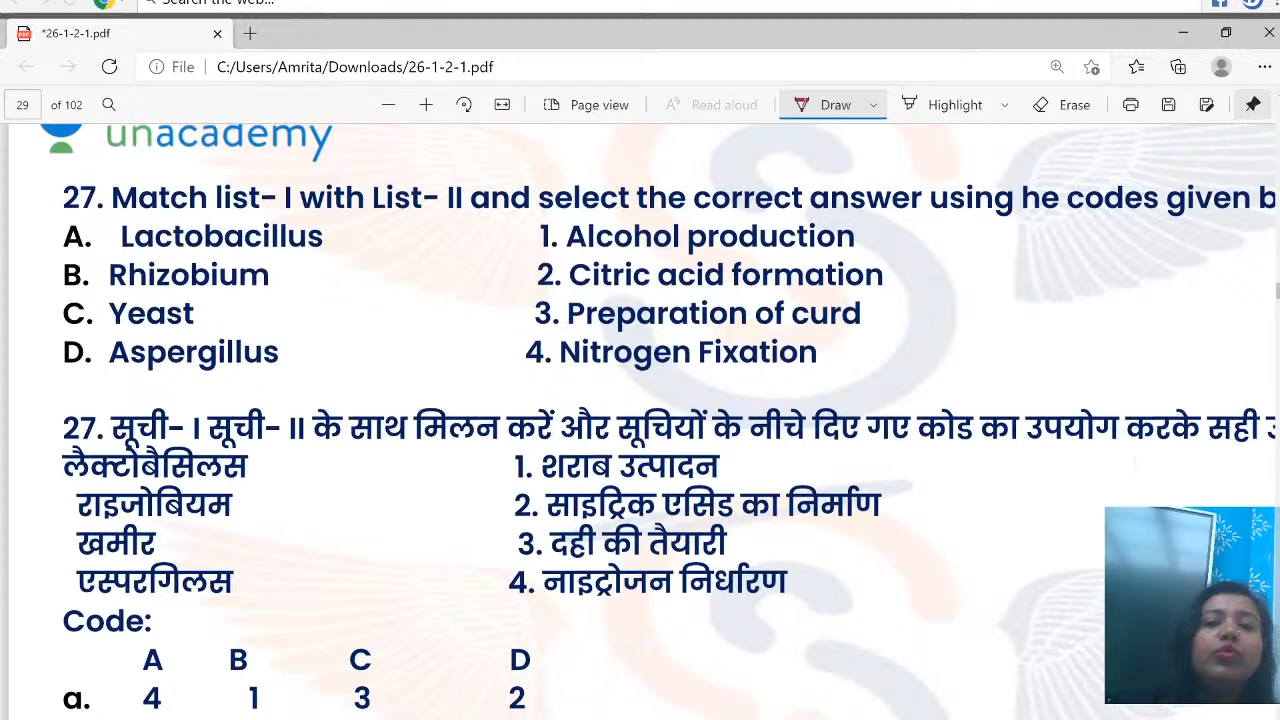 Search the web...
*26-1-2-1.pdf
File C:/Users/Amrita/Downloads/26-1-2-1.pdf
29 of 102 Page view Read aloud Draw Highlight Erase
unacademy
27. Match list- I with List- II and select the correct answer using he codes given b
A. Lactobacillus 1. Alcohol production
B. Rhizobium 2. Citric acid formation
C. Yeast 3. Preparation of curd
D. Aspergillus 4. Nitrogen Fixation
27. सूची- I सूची- II के साथ मिलन करें और सूचियों के नीचे दिए गए कोड का उपयोग करके सही
लैक्टोबैसिलस 1. शराब उत्पादन
राइजोबियम 2. साइट्रिक एसिड का निर्माण
खमीर 3. दही की तैयारी
एस्परगिलस 4. नाइट्रोजन निर्धारण
Code:
A B C D
a. 4 1 3 2